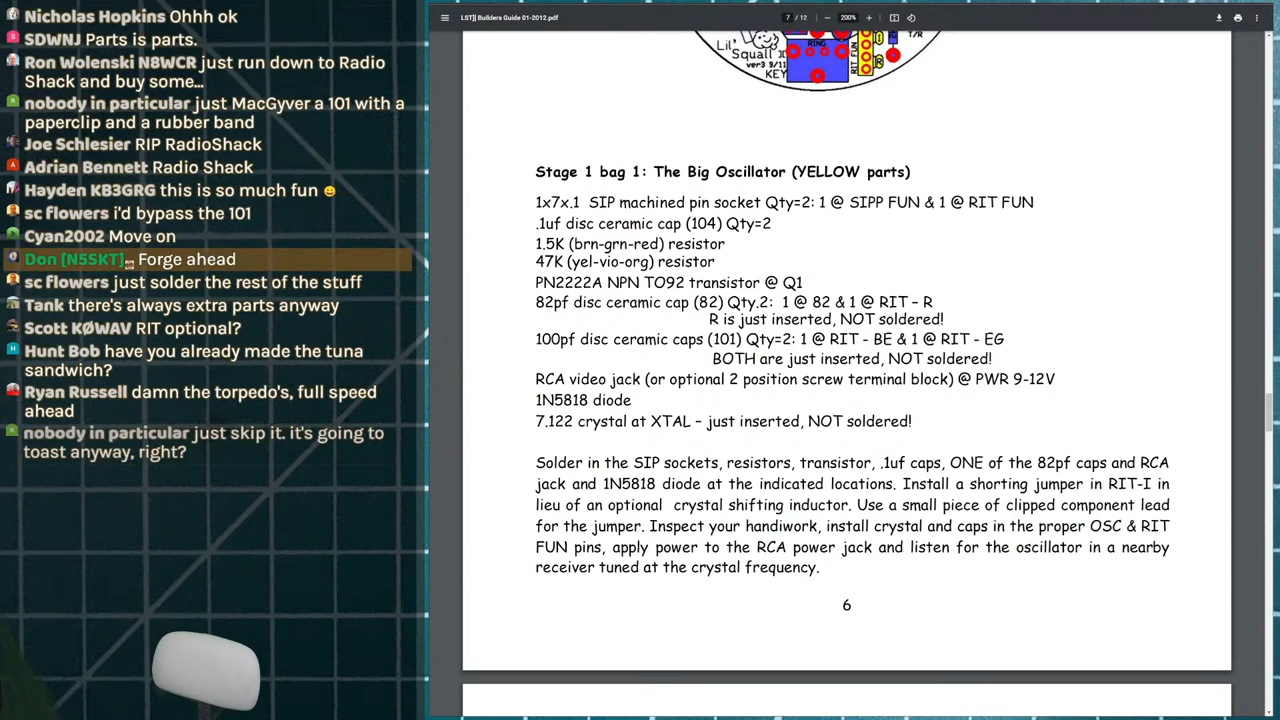 Nicholas Hopkins Ohhh ok
SDWNJ Parts is parts.
Ron Wolenski N8WCR just run down to Radio
Shack and buy some...
nobody in particular just MacGyver a 101 with a
paperclip and a rubber band
Joe Schlesier RIP RadioShack
Adrian Bennett Radio Shack
Hayden KB3GRG this is so much fun 😀
sc flowers i'd bypass the 101
Cyan2002 Move on
Don [N5SKT] Forge ahead
sc flowers just solder the rest of the stuff
Tank there's always extra parts anyway
Scott KØWAV RIT optional?
Hunt Bob have you already made the tuna
sandwich?
Ryan Russell damn the torpedo's, full speed
ahead
nobody in particular just skip it. it's going to
toast anyway, right?
LST]] Builders Guide 01-2012.pdf
7 / 12
200%
RING
T/R
Lil'
Squall ][
ver3 9/11
KEY
RIT FUN
Stage 1 bag 1: The Big Oscillator (YELLOW parts)
1x7x.1 SIP machined pin socket Qty=2: 1 @ SIPP FUN & 1 @ RIT FUN
.1uf disc ceramic cap (104) Qty=2
1.5K (brn-grn-red) resistor
47K (yel-vio-org) resistor
PN2222A NPN TO92 transistor @ Q1
82pf disc ceramic cap (82) Qty.2: 1 @ 82 & 1 @ RIT – R
R is just inserted, NOT soldered!
100pf disc ceramic caps (101) Qty=2: 1 @ RIT - BE & 1 @ RIT - EG
BOTH are just inserted, NOT soldered!
RCA video jack (or optional 2 position screw terminal block) @ PWR 9-12V
1N5818 diode
7.122 crystal at XTAL – just inserted, NOT soldered!
Solder in the SIP sockets, resistors, transistor, .1uf caps, ONE of the 82pf caps and RCA
jack and 1N5818 diode at the indicated locations. Install a shorting jumper in RIT-I in
lieu of an optional crystal shifting inductor. Use a small piece of clipped component lead
for the jumper. Inspect your handiwork, install crystal and caps in the proper OSC & RIT
FUN pins, apply power to the RCA power jack and listen for the oscillator in a nearby
receiver tuned at the crystal frequency.
6